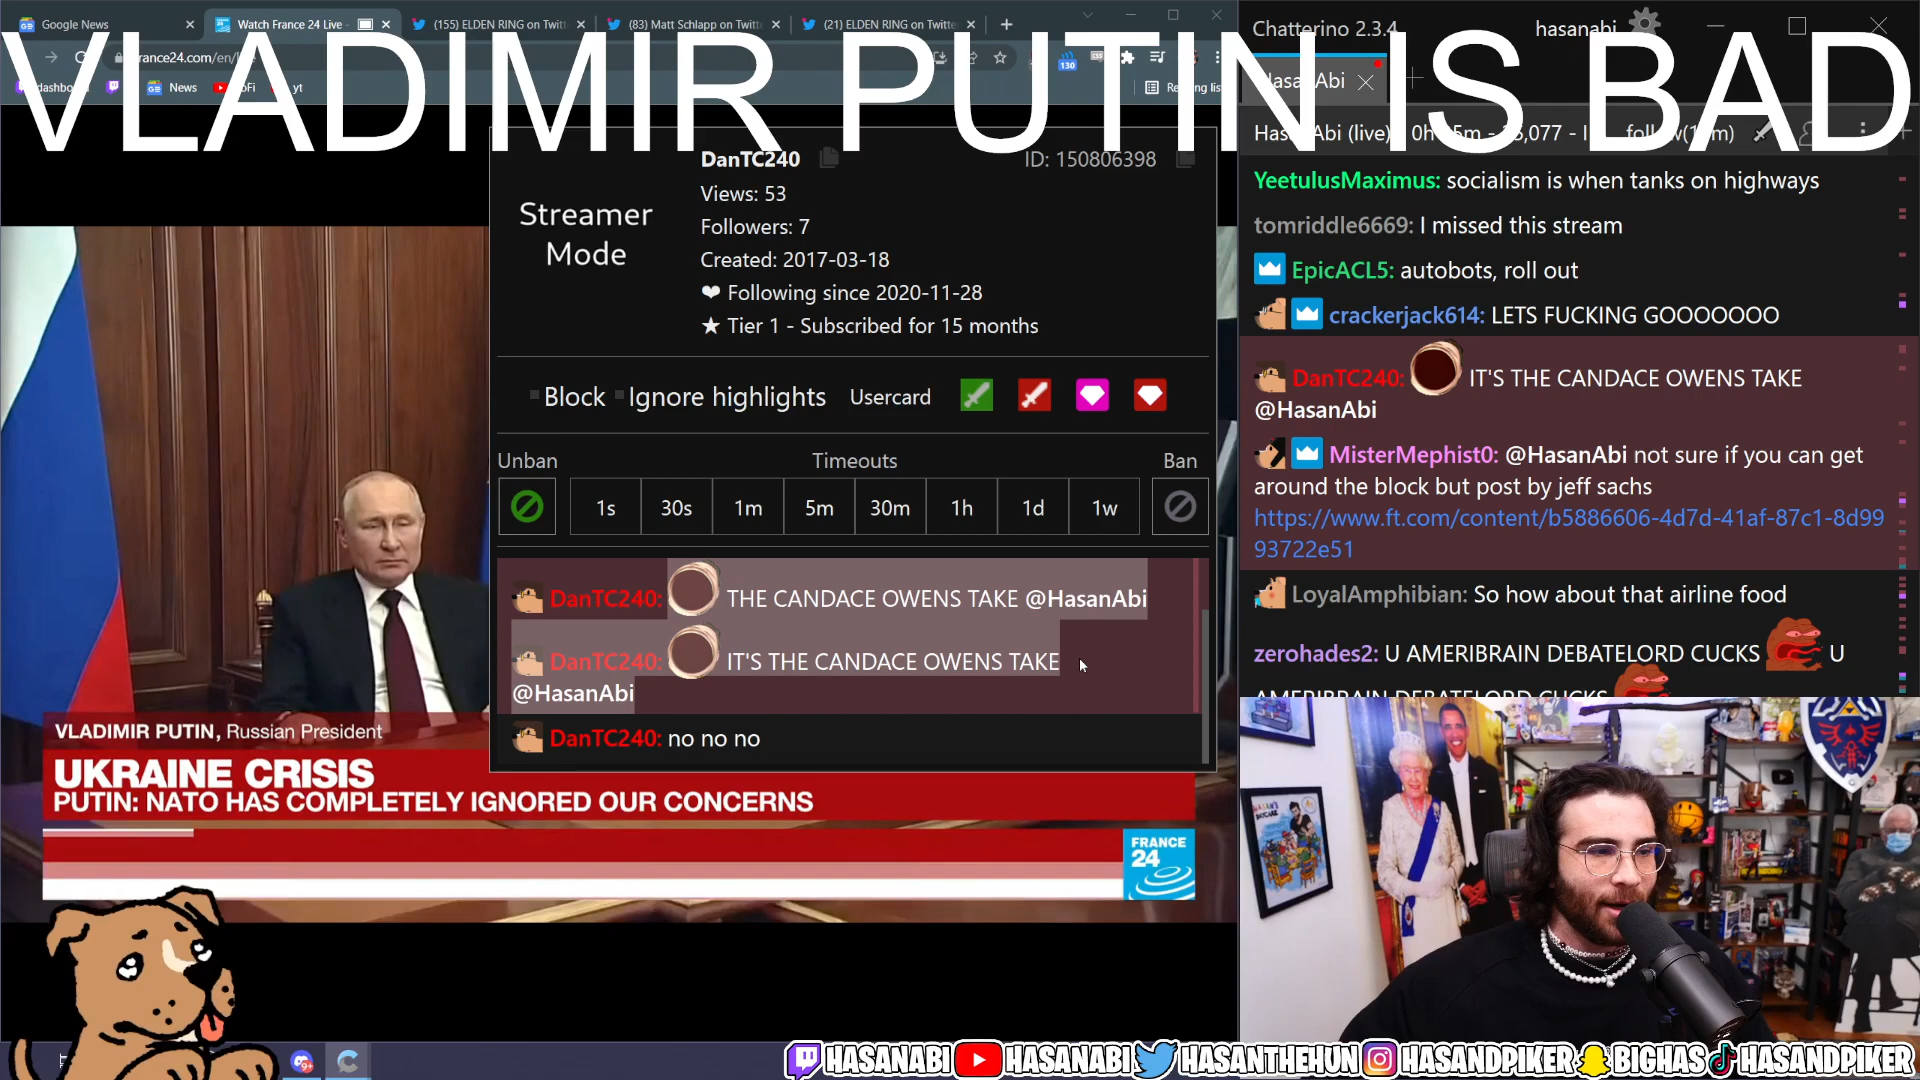 Google News
Watch France 24 Live -
(155) ELDEN RING on Twitt
(83) Matt Schlapp on Twitt
(21) ELDEN RING on Twitte
rance24.com/en/
130
News
yt
VLADIMIR PUTIN IS BAD
Streamer
Mode
DanTC240
ID: 150806398
Views: 53
Followers: 7
Created: 2017-03-18
Following since 2020-11-28
Tier 1 - Subscribed for 15 months
Block
Ignore highlights
Usercard
Unban
Timeouts
Ban
1s 30s 1m 5m 30m 1h 1d 1w
DanTC240: THE CANDACE OWENS TAKE @HasanAbi
DanTC240: IT'S THE CANDACE OWENS TAKE
@HasanAbi
DanTC240: no no no
VLADIMIR PUTIN, Russian President
UKRAINE CRISIS
PUTIN: NATO HAS COMPLETELY IGNORED OUR CONCERNS
FRANCE
24
Chatterino 2.3.4
hasanabi
YeetulusMaximus: socialism is when tanks on highways
tomriddle6669: I missed this stream
EpicACL5: autobots, roll out
crackerjack614: LETS FUCKING GOOOOOOO
DanTC240: IT'S THE CANDACE OWENS TAKE
@HasanAbi
MisterMephist0: @HasanAbi not sure if you can get
around the block but post by jeff sachs
https://www.ft.com/content/b5886606-4d7d-41af-87c1-8d99
93722e51
LoyalAmphibian: So how about that airline food
zerohades2: U AMERIBRAIN DEBATELORD CUCKS U
AMERIBRAIN DEBATELORD CUCKS
HASANABI HASANABI HASANTHEHUN HASANDPIKER BIGHAS HASANDPIKER